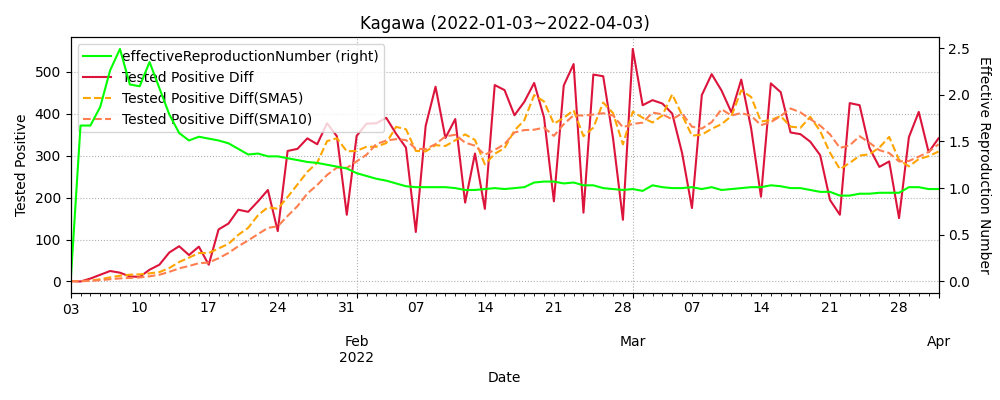 Kagawa (2022-01-03~2022-04-03)
effectiveReproductionNumber (right)
Tested Positive Diff
Tested Positive Diff(SMA5)
Tested Positive Diff(SMA10)
Tested Positive
500
400
300
200
100
0
2.5
2.0
1.5
1.0
0.5
0.0
Effective Reproduction Number
03 10 17 24 31 07 14 21 28 07 14 21 28
Feb Mar Apr
2022
Date